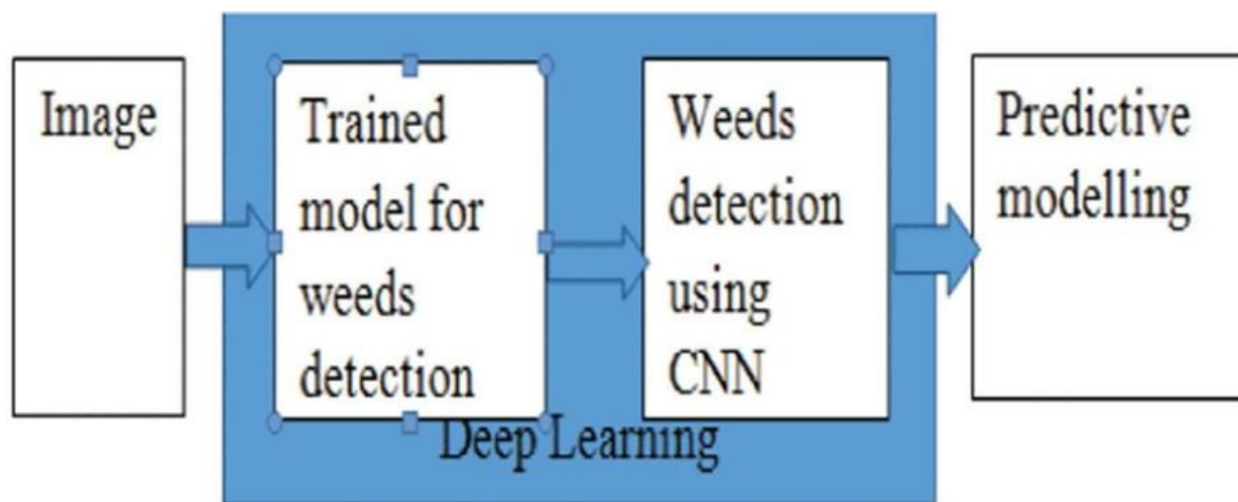 Image
Trained
model for
weeds
detection
Weeds
detection
using
CNN
Predictive
modelling
Deep Learning